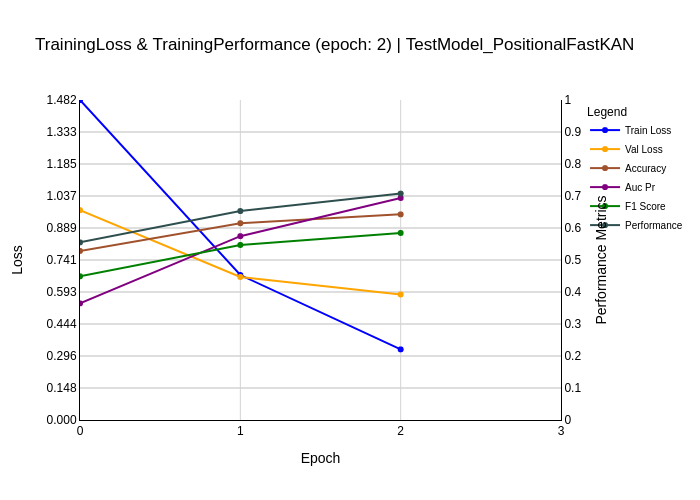 TrainingLoss & TrainingPerformance (epoch: 2) | TestModel_PositionalFastKAN
1.482
1.333
1.185
1.037
0.889
0.741
0.593
0.444
0.296
0.148
0.000
Loss
0
1
2
3
Epoch
1
0.9
0.8
0.7
0.6
0.5
0.4
0.3
0.2
0.1
0
Performance Metrics
Legend
Train Loss
Val Loss
Accuracy
Auc Pr
F1 Score
Performance